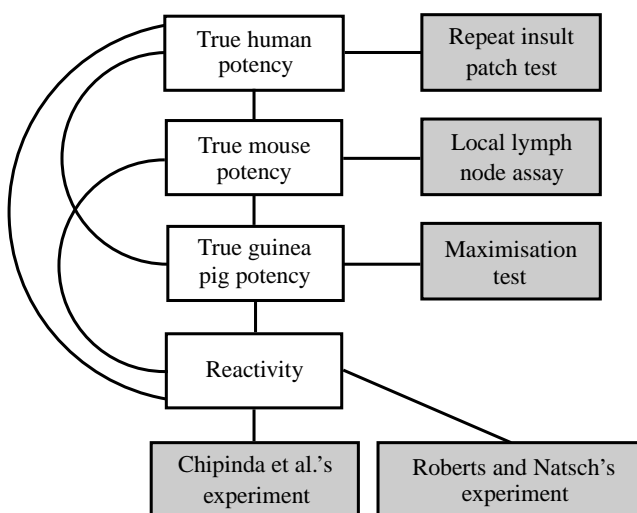 True human
potency
Repeat insult
patch test
True mouse
potency
Local lymph
node assay
True guinea
pig potency
Maximisation
test
Reactivity
Chipinda et al.'s
experiment
Roberts and Natsch's
experiment